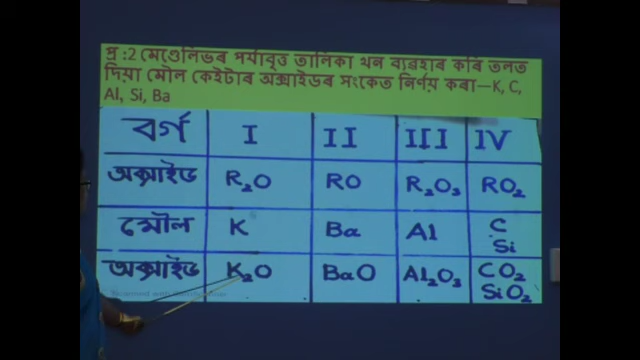 প্ৰ :2 মেণ্ডেলিভৰ পৰ্যাবৃত্ত তালিকা খন ব্যৱহাৰ কৰি তলত
দিয়া মৌল কেইটাৰ অক্সাইডৰ সংকেত নিৰ্ণয় কৰা—K, C,
Al, Si, Ba
বৰ্গ I II III IV
অক্সাইড R₂O RO R₂O₃ RO₂
মৌল K Ba Al C
Si
অক্সাইড K₂O BaO Al₂O₃ CO₂
SiO₂